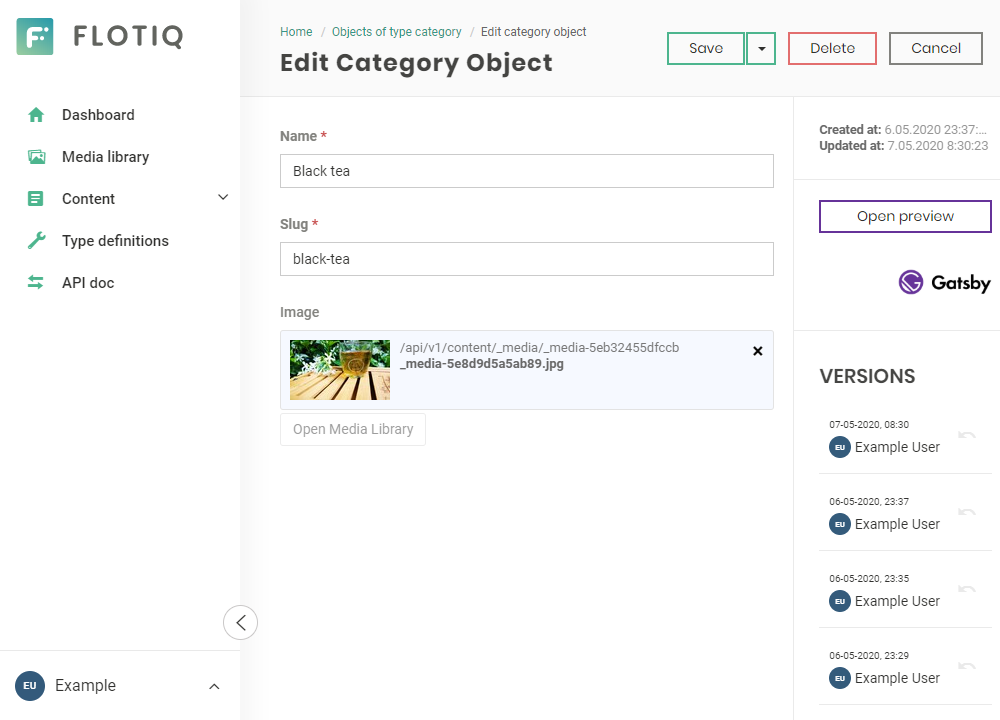 FLOTIQ
Dashboard
Media library
Content
Type definitions
API doc
EU Example
Home / Objects of type category / Edit category object
Edit Category Object
Save
Delete
Cancel
Name *
Black tea
Slug *
black-tea
Image
/api/v1/content/_media/_media-5eb32455dfccb
_media-5e8d9d5a5ab89.jpg
Open Media Library
Created at: 6.05.2020 23:37:...
Updated at: 7.05.2020 8:30:23
Open preview
Gatsby
VERSIONS
07-05-2020, 08:30
EU Example User
06-05-2020, 23:37
EU Example User
06-05-2020, 23:35
EU Example User
06-05-2020, 23:29
EU Example User